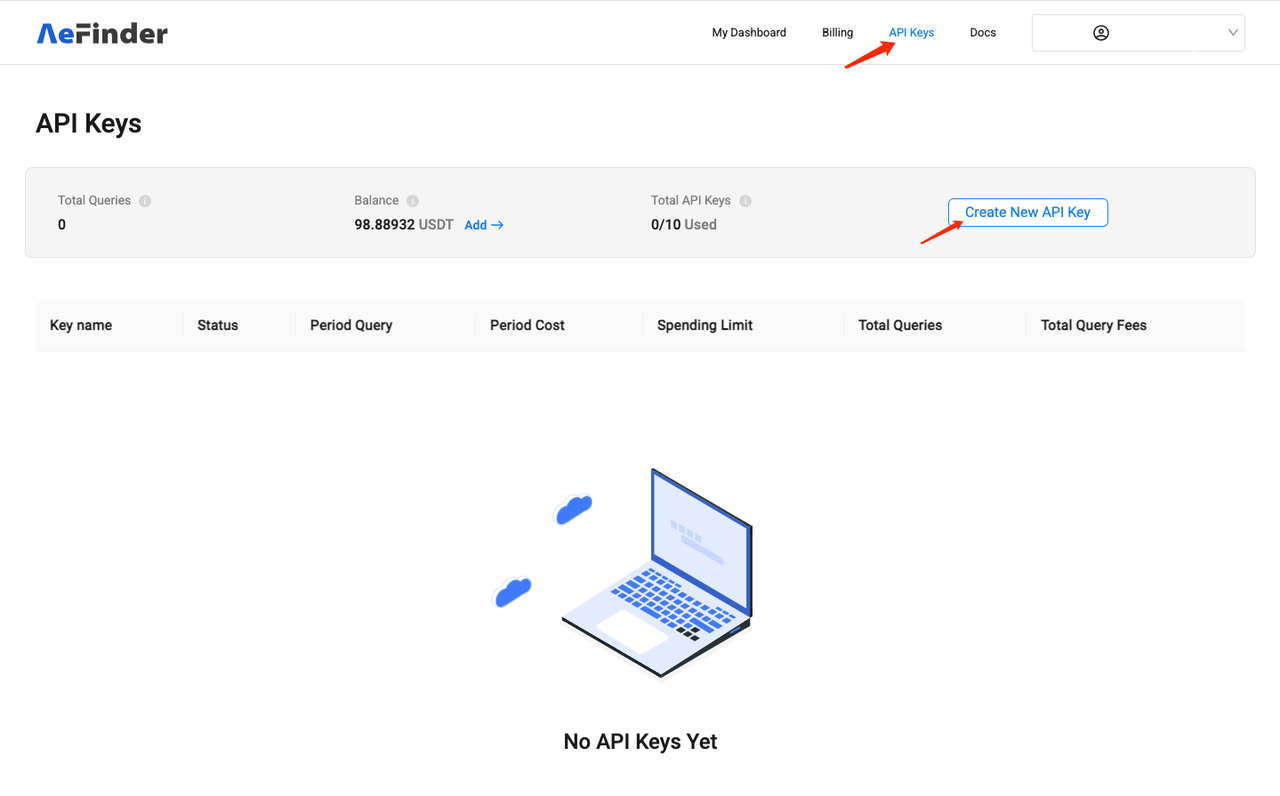 AeFinder
My Dashboard Billing API Keys Docs
API Keys
Total Queries Balance Total API Keys
0 98.88932 USDT Add → 0/10 Used Create New API Key
Key name Status Period Query Period Cost Spending Limit Total Queries Total Query Fees
No API Keys Yet